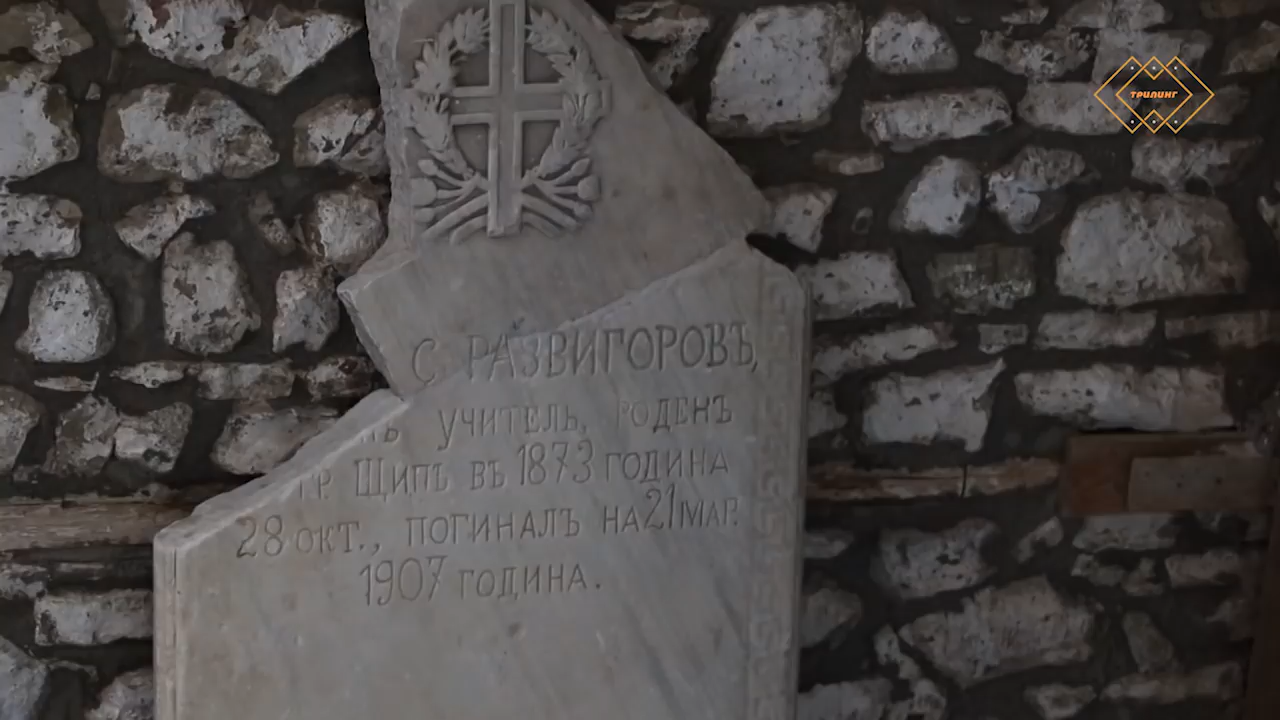 С РАЗВИГОРОВЪ,
УЧИТЕЛЬ, РОДЕНЪ
ГР. ЩИПЪ ВЪ 1873 ГОДИНА
28 ОКТ., ПОГИНАЛЪ НА 21 МАР.
1907 ГОДИНА.
ТРИЛИНГ